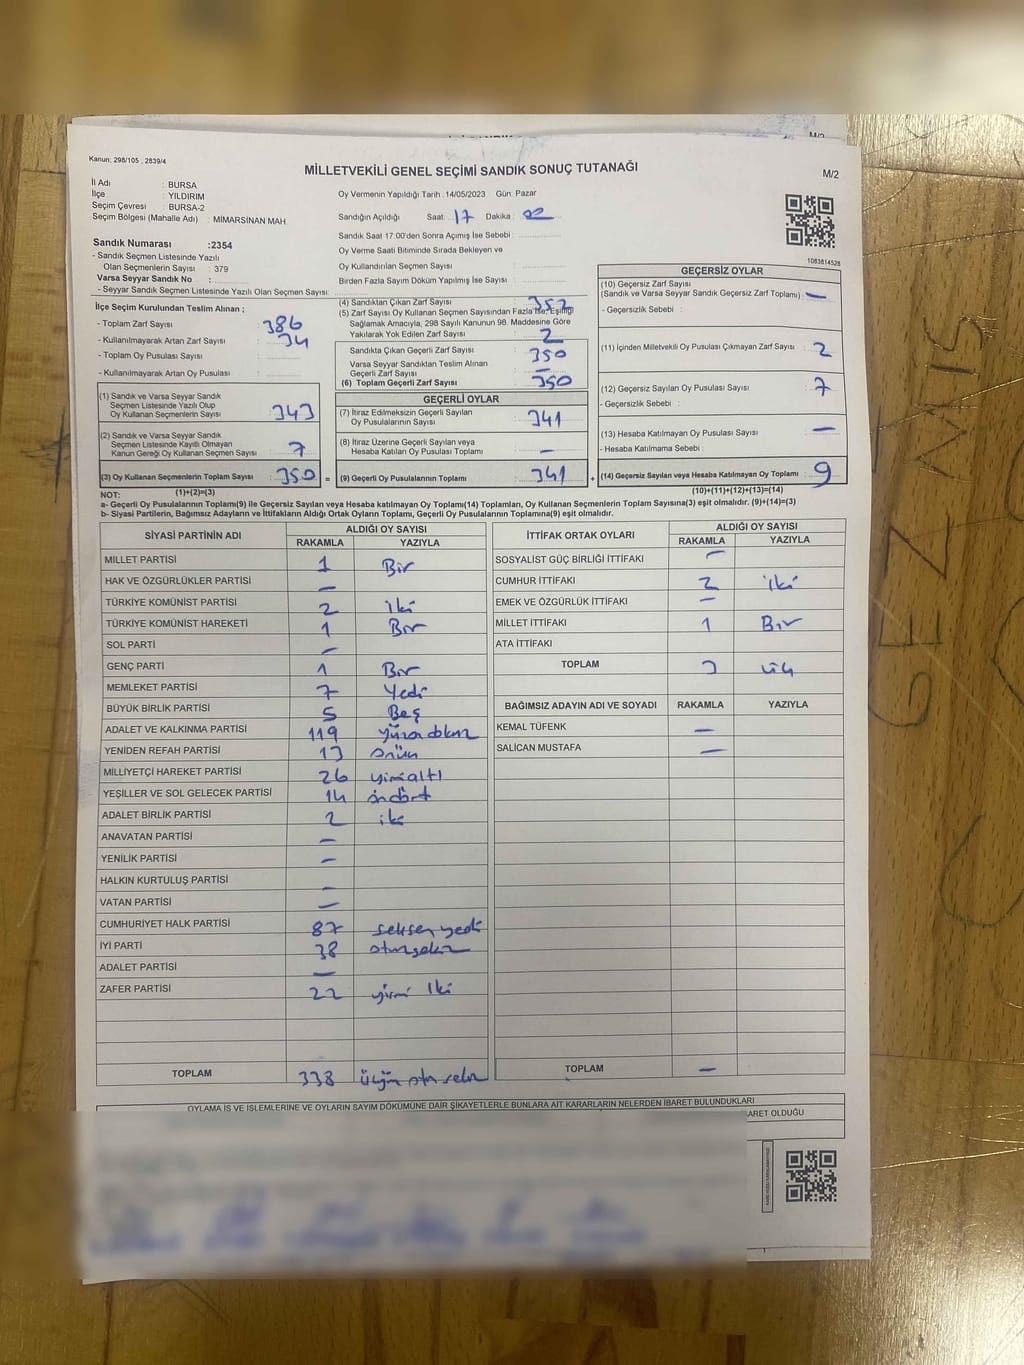 M/2
Kanun: 298/105 , 2839/4
MİLLETVEKİLİ GENEL SEÇİMİ SANDIK SONUÇ TUTANAĞI
M/2
İl Adı : BURSA
İlçe : YILDIRIM
Seçim Çevresi : BURSA-2
Seçim Bölgesi (Mahalle Adı) : MİMARSİNAN MAH.
Oy Vermenin Yapıldığı Tarih : 14/05/2023 Gün: Pazar
Sandığın Açıldığı Saat: 17 Dakika: 00
Sandık Saat 17:00'den Sonra Açımış İse Sebebi :
Oy Verme Saati Bitiminde Sırada Bekleyen ve
Oy Kullandırılan Seçmen Sayısı
Birden Fazla Sayım Döküm Yapılmış İse Sayısı :
1083814528
Sandık Numarası :2354
- Sandık Seçmen Listesinde Yazılı
Olan Seçmenlerin Sayısı : 379
Varsa Seyyar Sandık No :
- Seyyar Sandık Seçmen Listesinde Yazılı Olan Seçmen Sayısı:
İlçe Seçim Kurulundan Teslim Alınan ;
- Toplam Zarf Sayısı 386
- Kullanılmayarak Artan Zarf Sayısı : 34
- Toplam Oy Pusulası Sayısı :
- Kullanılmayarak Artan Oy Pusulası :
(4) Sandıktan Çıkan Zarf Sayısı : 352
(5) Zarf Sayısı Oy Kullanan Seçmen Sayısından Fazla İse, Eşitliği
Sağlamak Amacıyla, 298 Sayılı Kanunun 98. Maddesine Göre
Yakılarak Yok Edilen Zarf Sayısı : 2
Sandıkta Çıkan Geçerli Zarf Sayısı : 350
Varsa Seyyar Sandıktan Teslim Alınan
Geçerli Zarf Sayısı : —
(6) Toplam Geçerli Zarf Sayısı : 350
GEÇERSİZ OYLAR
(10) Geçersiz Zarf Sayısı
(Sandık ve Varsa Seyyar Sandık Geçersiz Zarf Toplamı) : —
- Geçersizlik Sebebi :
(11) İçinden Milletvekili Oy Pusulası Çıkmayan Zarf Sayısı : 2
(12) Geçersiz Sayılan Oy Pusulası Sayısı : 7
- Geçersizlik Sebebi :
(13) Hesaba Katılmayan Oy Pusulası Sayısı : —
- Hesaba Katılmama Sebebi :
(14) Geçersiz Sayılan veya Hesaba Katılmayan Oy Toplamı : 9
(10)+(11)+(12)+(13)=(14)
(1) Sandık ve Varsa Seyyar Sandık
Seçmen Listesinde Yazılı Olup
Oy Kullanan Seçmenlerin Sayısı : 343
(2) Sandık ve Varsa Seyyar Sandık
Seçmen Listesinde Kayıtlı Olmayan
Kanun Gereği Oy Kullanan Seçmen Sayısı : 7
(3) Oy Kullanan Seçmenlerin Toplam Sayısı : 350 =
(1)+(2)=(3)
GEÇERLİ OYLAR
(7) İtiraz Edilmeksizin Geçerli Sayılan
Oy Pusulalarının Sayısı : 341
(8) İtiraz Üzerine Geçerli Sayılan veya
Hesaba Katılan Oy Pusulası Toplamı : —
(9) Geçerli Oy Pusulalarının Toplamı : 341 +
NOT:
a- Geçerli Oy Pusulalarının Toplamı(9) ile Geçersiz Sayılan veya Hesaba katılmayan Oy Toplamı(14) Toplamları, Oy Kullanan Seçmenlerin Toplam Sayısına(3) eşit olmalıdır. (9)+(14)=(3)
b- Siyasi Partilerin, Bağımsız Adayların ve İttifakların Aldığı Ortak Oyların Toplamı, Geçerli Oy Pusulalarının Toplamına(9) eşit olmalıdır.
SİYASİ PARTİNİN ADI ALDIĞI OY SAYISI
RAKAMLA YAZIYLA
MİLLET PARTİSİ 1 Bir
HAK VE ÖZGÜRLÜKLER PARTİSİ —
TÜRKİYE KOMÜNİST PARTİSİ 2 iki
TÜRKİYE KOMÜNİST HAREKETİ 1 Bir
SOL PARTİ —
GENÇ PARTİ 1 Bir
MEMLEKET PARTİSİ 7 Yedi
BÜYÜK BİRLİK PARTİSİ 5 Beş
ADALET VE KALKINMA PARTİSİ 119
YENİDEN REFAH PARTİSİ 13
MİLLİYETÇİ HAREKET PARTİSİ 26 yirmialtı
YEŞİLLER VE SOL GELECEK PARTİSİ 14 ondört
ADALET BİRLİK PARTİSİ 2 iki
ANAVATAN PARTİSİ —
YENİLİK PARTİSİ —
HALKIN KURTULUŞ PARTİSİ —
VATAN PARTİSİ —
CUMHURİYET HALK PARTİSİ 87 seksenyedi
İYİ PARTİ 38 otuzsekiz
ADALET PARTİSİ —
ZAFER PARTİSİ 22 yirmi iki
TOPLAM 338
İTTİFAK ORTAK OYLARI ALDIĞI OY SAYISI
RAKAMLA YAZIYLA
SOSYALİST GÜÇ BİRLİĞİ İTTİFAKI —
CUMHUR İTTİFAKI 2 iki
EMEK VE ÖZGÜRLÜK İTTİFAKI —
MİLLET İTTİFAKI 1 Bir
ATA İTTİFAKI
TOPLAM 3 üç
BAĞIMSIZ ADAYIN ADI VE SOYADI RAKAMLA YAZIYLA
KEMAL TÜFENK —
SALİCAN MUSTAFA —
TOPLAM —
OYLAMA İŞ VE İŞLEMLERİNE VE OYLARIN SAYIM DÖKÜMÜNE DAİR ŞİKAYETLERLE BUNLARA AİT KARARLARIN NELERDEN İBARET BULUNDUKLARI
ARET OLDUĞU
GEZMİŞ